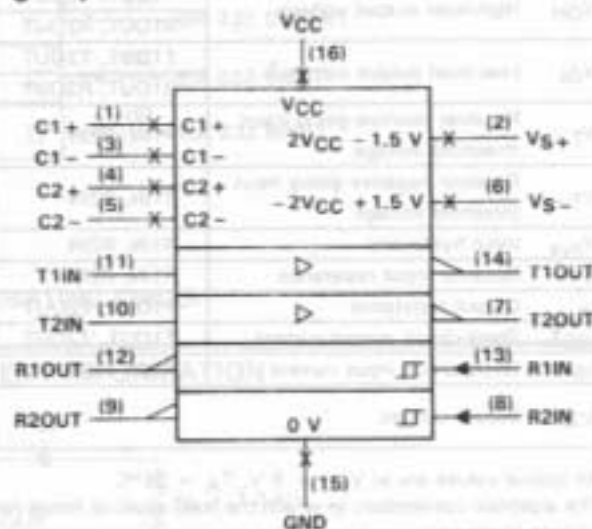 VCC
(16)
VCC
C1+ (1) C1+ 2VCC − 1.5 V (2) VS+
C1− (3) C1−
C2+ (4) C2+ −2VCC + 1.5 V (6) VS−
C2− (5) C2−
T1IN (11) (14) T1OUT
T2IN (10) (7) T2OUT
R1OUT (12) (13) R1IN
R2OUT (9) (8) R2IN
0 V
(15)
GND